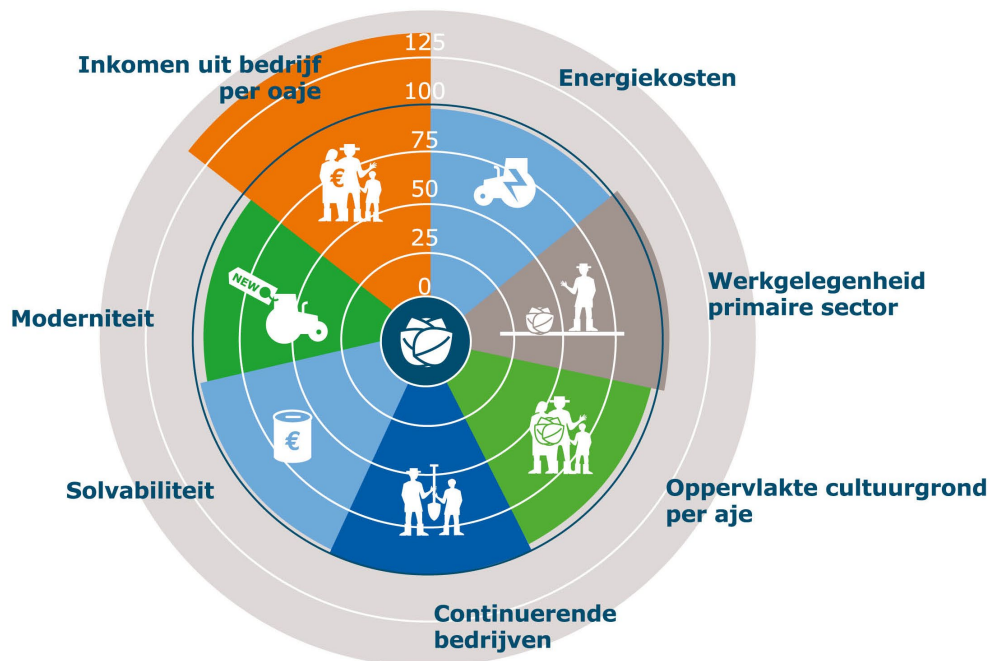 125
100
75
50
25
0
Inkomen uit bedrijf
per oaje
Energiekosten
€
NEW
Moderniteit
Werkgelegenheid
primaire sector
€
Solvabiliteit
Oppervlakte cultuurgrond
per aje
Continuerende
bedrijven